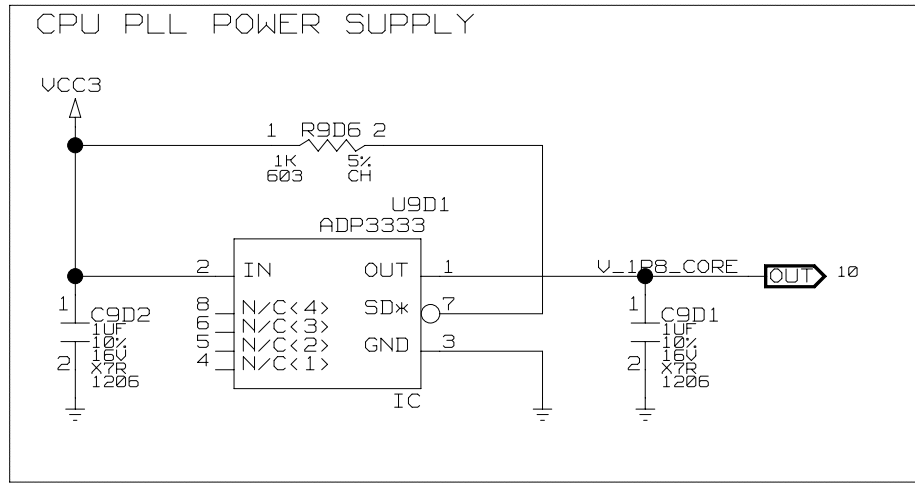 CPU PLL POWER SUPPLY
VCC3
1 R9D6 2
1K 5%
603 CH
U9D1
ADP3333
2 IN OUT 1 V_1R8_CORE OUT 10
8 N/C<4> SD* 7
6 N/C<3>
5 N/C<2> GND 3
4 N/C<1>
IC
1 C9D2
1UF
10%
2 16V
X7R
1206
1 C9D1
1UF
10%
2 16V
X7R
1206